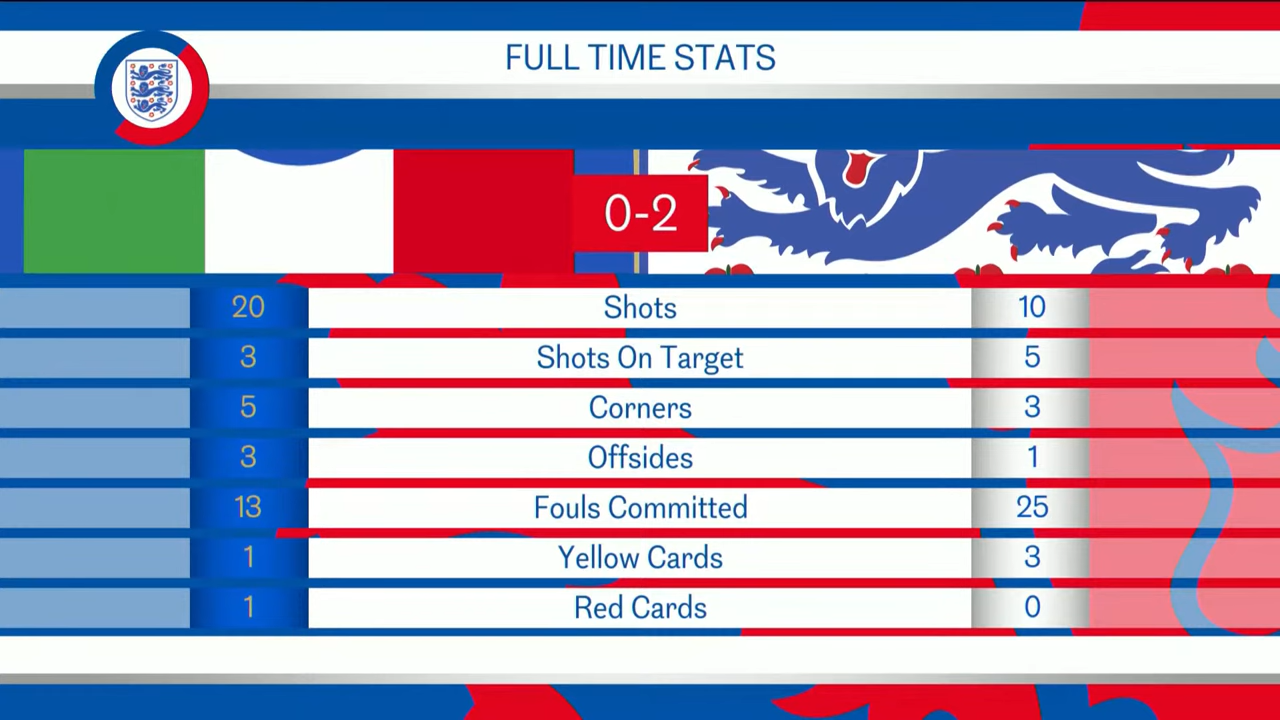 FULL TIME STATS
0-2
20 Shots 10
3 Shots On Target 5
5 Corners 3
3 Offsides 1
13 Fouls Committed 25
1 Yellow Cards 3
1 Red Cards 0